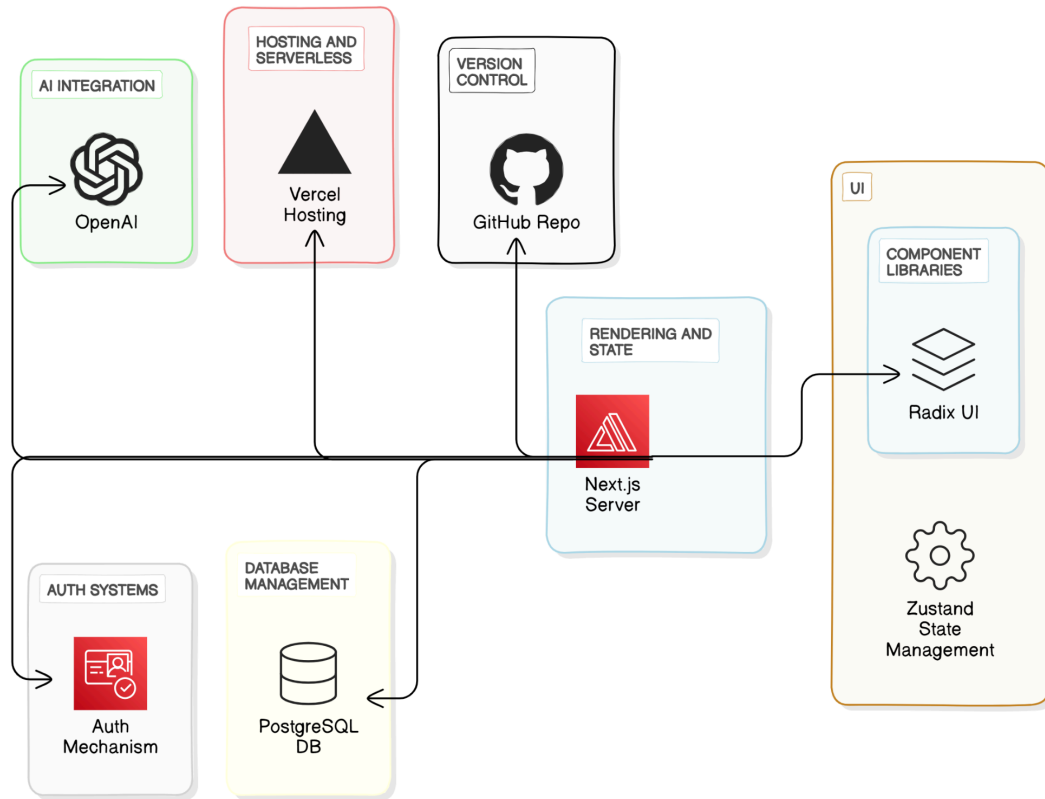 HOSTING AND
SERVERLESS
AI INTEGRATION
VERSION
CONTROL
OpenAI
Vercel
Hosting
GitHub Repo
UI
COMPONENT
LIBRARIES
RENDERING AND
STATE
Radix UI
Next.js
Server
AUTH SYSTEMS
DATABASE
MANAGEMENT
Zustand
State
Management
Auth
Mechanism
PostgreSQL
DB